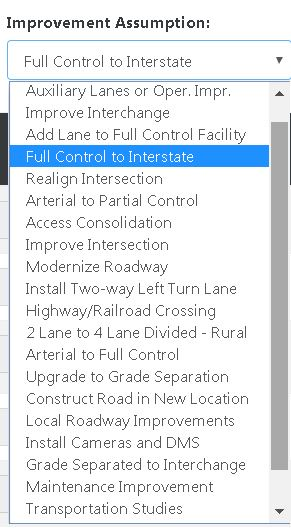 Improvement Assumption:
Full Control to Interstate
Auxiliary Lanes or Oper. Impr.
Improve Interchange
Add Lane to Full Control Facility
Full Control to Interstate
Realign Intersection
Arterial to Partial Control
Access Consolidation
Improve Intersection
Modernize Roadway
Install Two-way Left Turn Lane
Highway/Railroad Crossing
2 Lane to 4 Lane Divided - Rural
Arterial to Full Control
Upgrade to Grade Separation
Construct Road in New Location
Local Roadway Improvements
Install Cameras and DMS
Grade Separated to Interchange
Maintenance Improvement
Transportation Studies